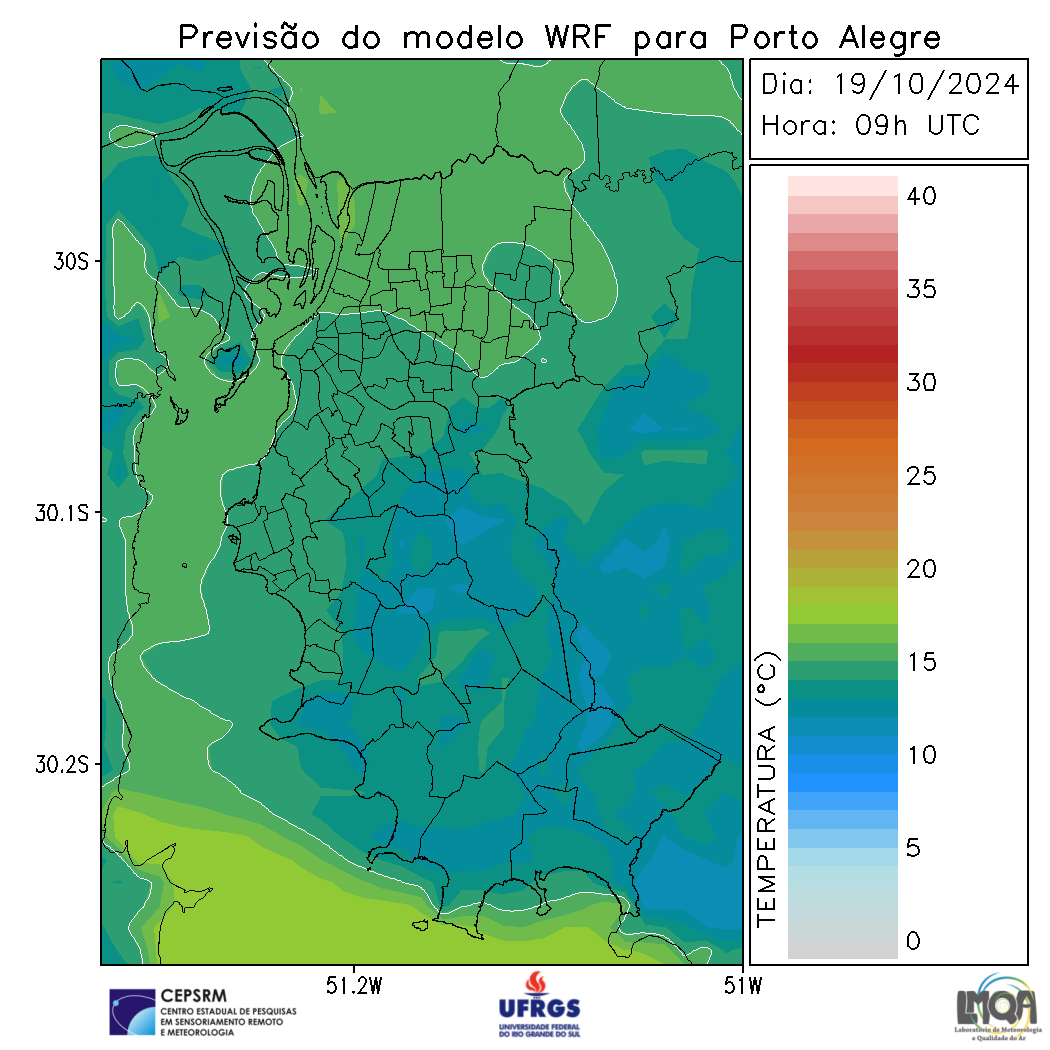 Previsão do modelo WRF para Porto Alegre
Dia: 19/10/2024
Hora: 09h UTC
40
35
30
25
20
15
10
5
0
TEMPERATURA (°C)
30S
30.1S
30.2S
51.2W
51W
CEPSRM
CENTRO ESTADUAL DE PESQUISAS
EM SENSORIAMENTO REMOTO
E METEOROLOGIA
UFRGS
UNIVERSIDADE FEDERAL
DO RIO GRANDE DO SUL
LMQA
Laboratório de Meteorologia
e Qualidade do Ar